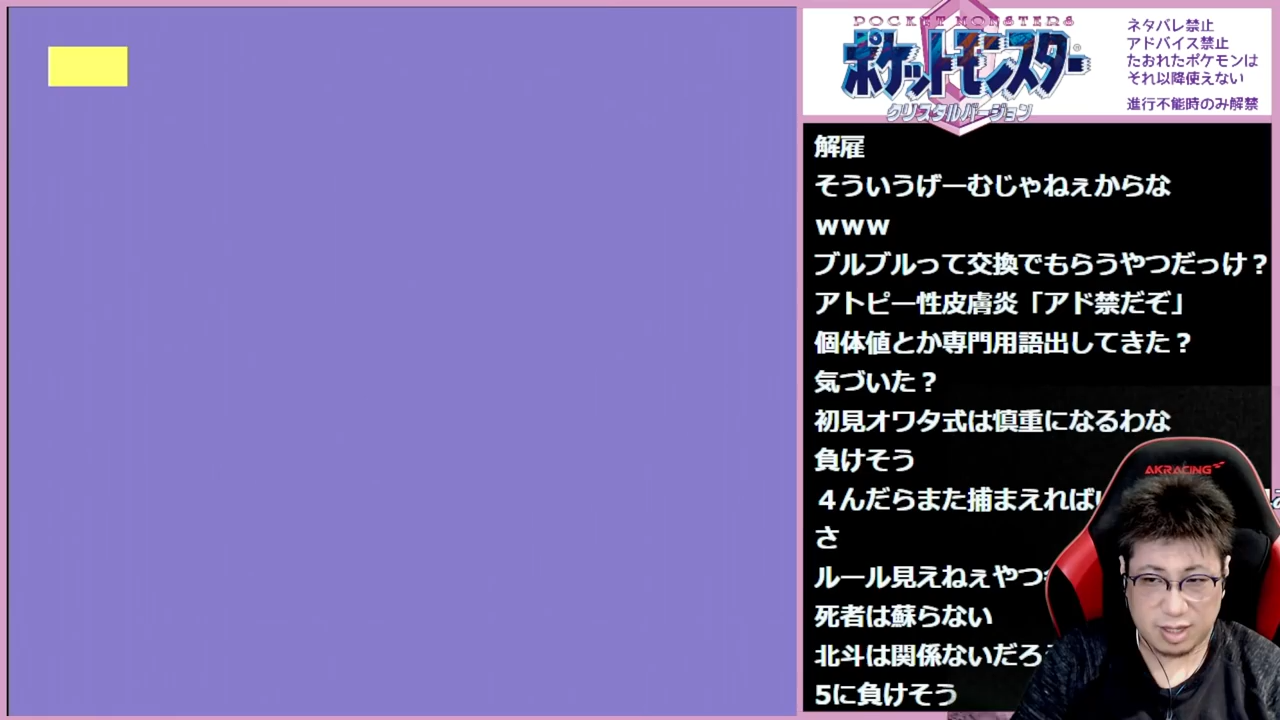 POCKET MONSTERS
ポケットモンスター
クリスタルバージョン
ネタバレ禁止
アドバイス禁止
たおれたポケモンは
それ以降使えない
進行不能時のみ解禁
解雇
そういうげーむじゃねぇからな
www
ブルブルって交換でもらうやつだっけ？
アトピー性皮膚炎「アド禁だぞ」
個体値とか専門用語出してきた？
気づいた？
初見オワタ式は慎重になるわな
負けそう
４んだらまた捕まえれば
さ
ルール見えねぇやつ
死者は蘇らない
北斗は関係ないだろ
5に負けそう
AKRACING